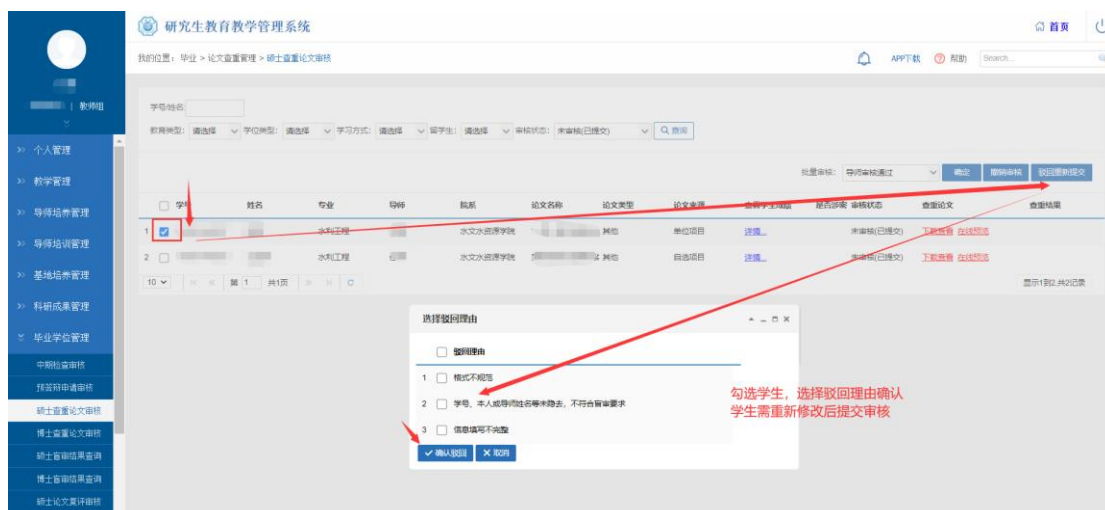 研究生教育教学管理系统
首页
我的位置：毕业 > 论文查重管理 > 硕士查重论文审核
APP下载 帮助 Search...
| 教师组
学号/姓名:
教育类型: 请选择 学位类型: 请选择 学习方式: 请选择 留学生: 请选择 审核状态: 未审核(已提交) 查询
批量审核: 导师审核通过 确定 撤销审核 驳回重新提交
学号 姓名 专业 导师 院系 论文名称 论文类型 论文来源 查看学生成绩 是否涉密 审核状态 查重论文 查重结果
1 水利工程 水文水资源学院 其他 单位项目 详情... 未审核(已提交) 下载查看 在线预览
2 水利工程 水文水资源学院 其他 自选项目 详情... 未审核(已提交) 下载查看 在线预览
10 第 1 共1页 显示1到2,共2记录
个人管理
教学管理
导师培养管理
导师培训管理
基地培养管理
科研成果管理
毕业学位管理
中期检查审核
预答辩申请审核
硕士查重论文审核
博士查重论文审核
硕士盲审结果查询
博士盲审结果查询
硕士论文复评审核
选择驳回理由
驳回理由
1 格式不规范
2 学号、本人或导师姓名等未隐去，不符合盲审要求
3 信息填写不完整
确认驳回 取消
勾选学生，选择驳回理由确认
学生需重新修改后提交审核